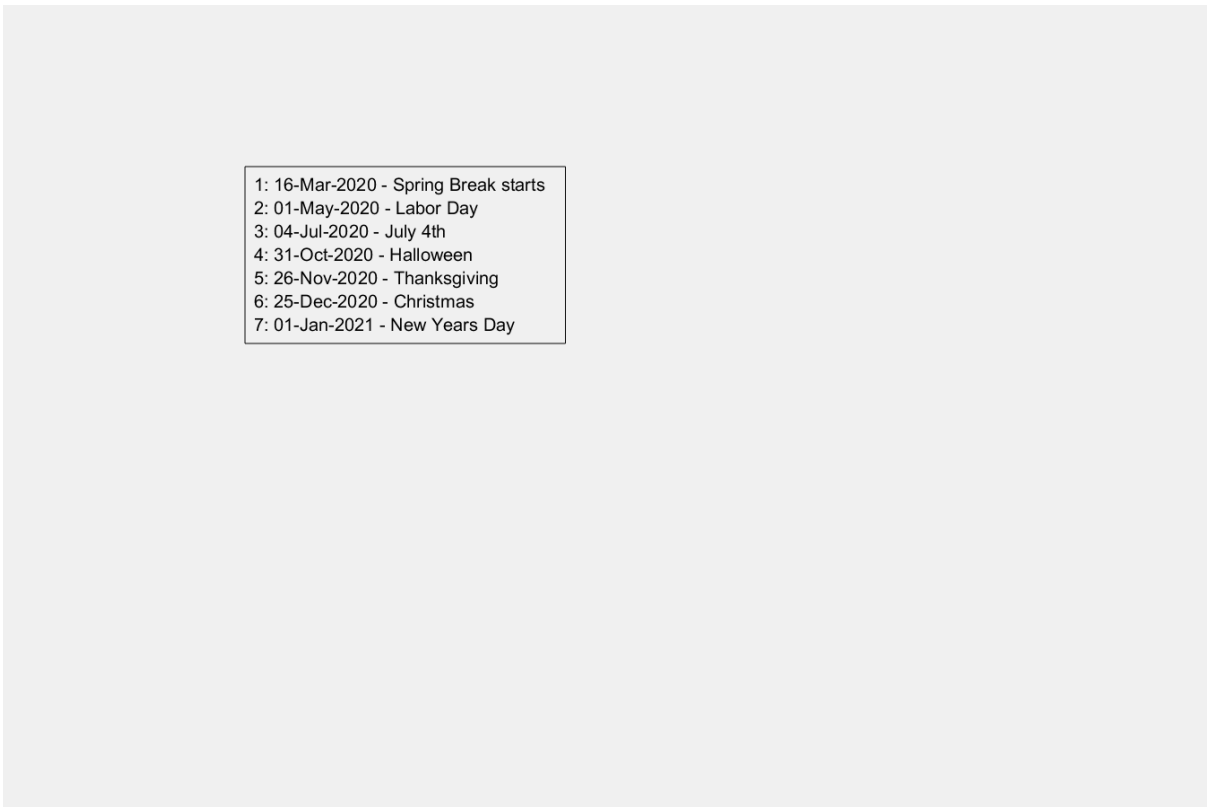 1: 16-Mar-2020 - Spring Break starts
2: 01-May-2020 - Labor Day
3: 04-Jul-2020 - July 4th
4: 31-Oct-2020 - Halloween
5: 26-Nov-2020 - Thanksgiving
6: 25-Dec-2020 - Christmas
7: 01-Jan-2021 - New Years Day